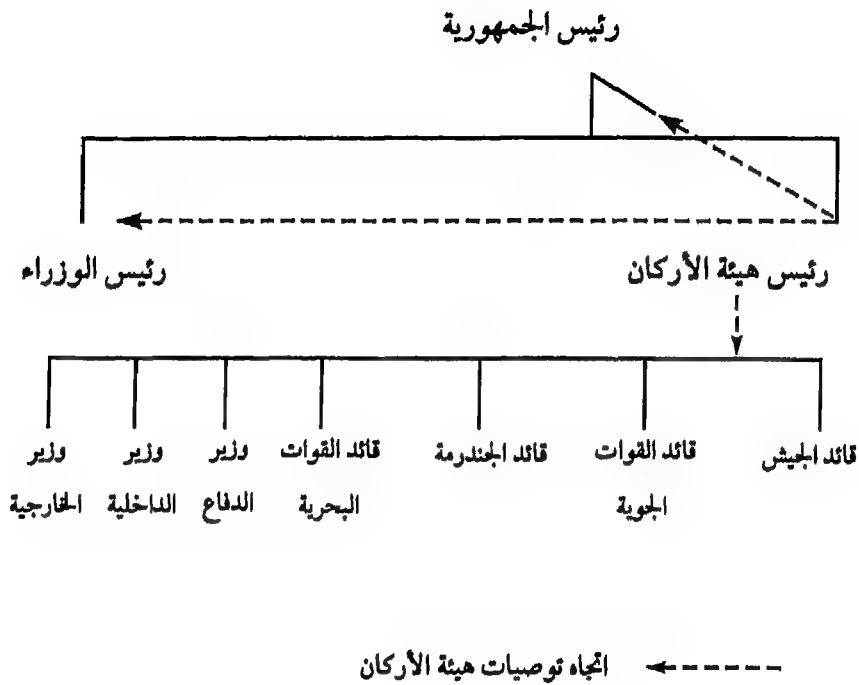 رئيس الجمهورية
رئيس هيئة الأركان
رئيس الوزراء
قائد الجيش
قائد القوات
الجوية
قائد الجندرمة
قائد القوات
البحرية
وزير
الدفاع
وزير
الداخلية
وزير
الخارجية
اتجاه توصيات هيئة الأركان